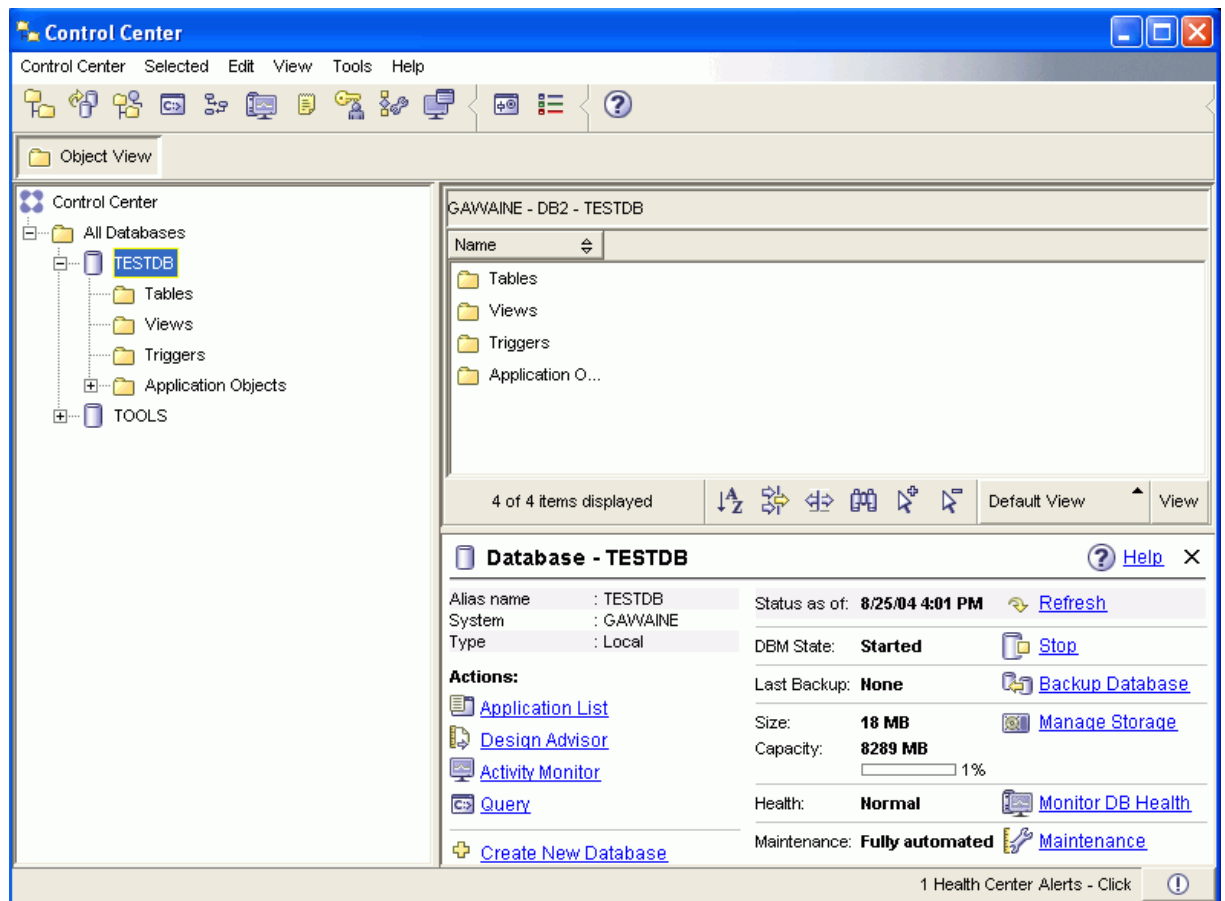 Control Center
Control Center Selected Edit View Tools Help
Object View
Control Center
All Databases
TESTDB
Tables
Views
Triggers
Application Objects
TOOLS
GAWAINE - DB2 - TESTDB
Name
Tables
Views
Triggers
Application O...
4 of 4 items displayed
Default View
View
Database - TESTDB
Help
Alias name : TESTDB
System : GAWAINE
Type : Local
Actions:
Application List
Design Advisor
Activity Monitor
Query
Create New Database
Status as of: 8/25/04 4:01 PM Refresh
DBM State: Started Stop
Last Backup: None Backup Database
Size: 18 MB Manage Storage
Capacity: 8289 MB
1%
Health: Normal Monitor DB Health
Maintenance: Fully automated Maintenance
1 Health Center Alerts - Click